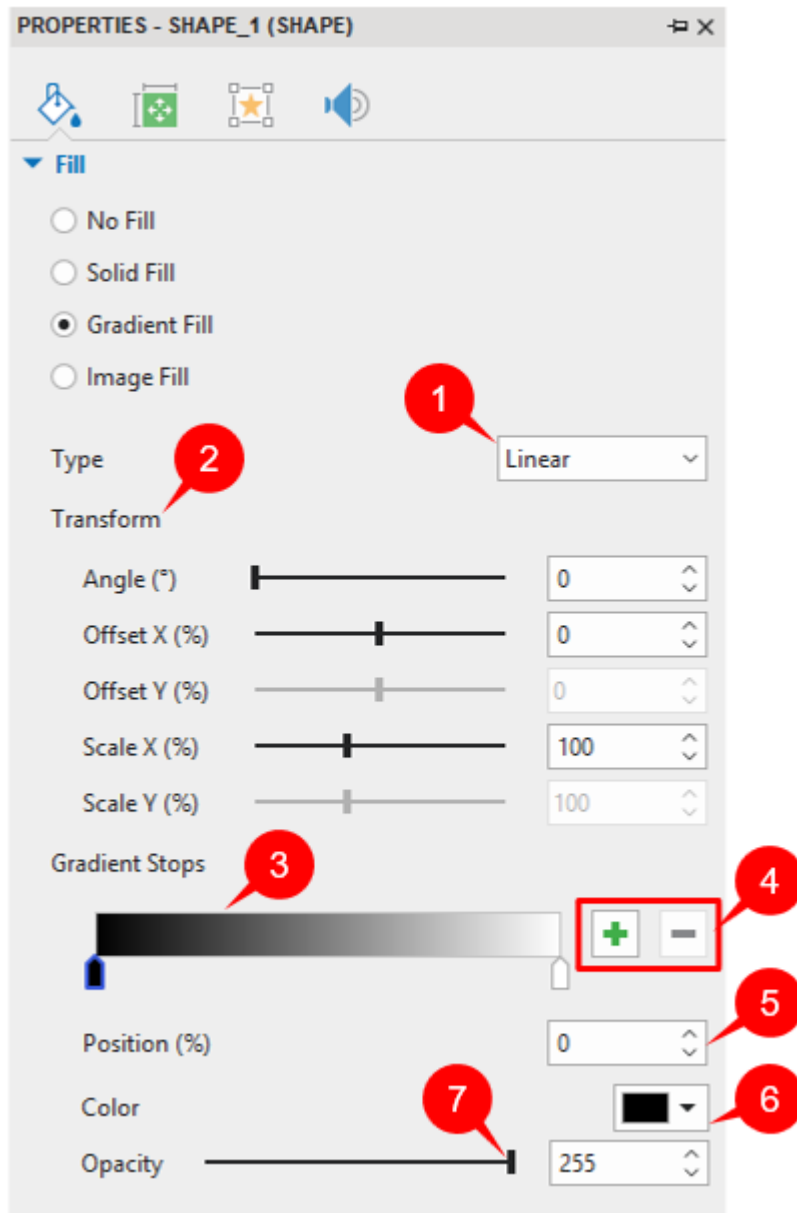 PROPERTIES - SHAPE_1 (SHAPE)
Fill
No Fill
Solid Fill
Gradient Fill
Image Fill
1
Type 2 Linear
Transform
Angle (°) 0
Offset X (%) 0
Offset Y (%) 0
Scale X (%) 100
Scale Y (%) 100
Gradient Stops 3
4
Position (%) 0 5
Color 7 6
Opacity 255